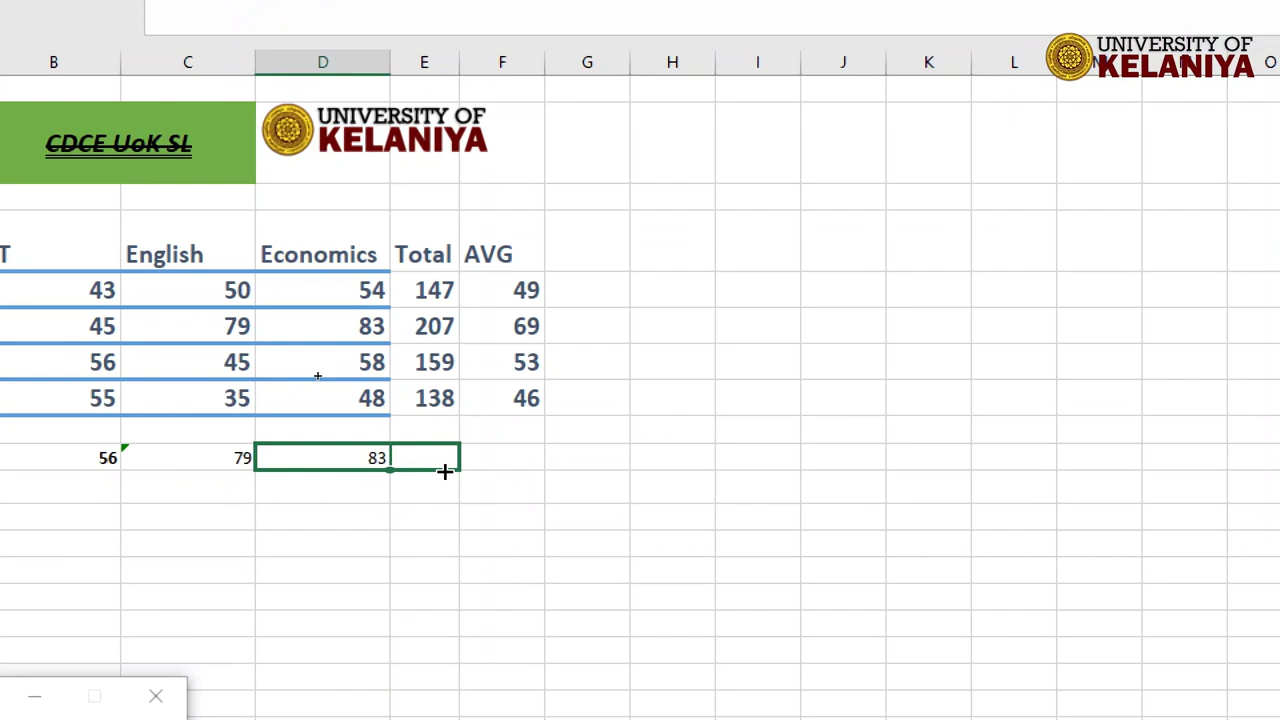 UNIVERSITY OF
KELANIYA
B C D E F G H I J K L N O
CDCE UoK SL
UNIVERSITY OF
KELANIYA
T English Economics Total AVG
43 50 54 147 49
45 79 83 207 69
56 45 58 159 53
55 35 48 138 46
56 79 83